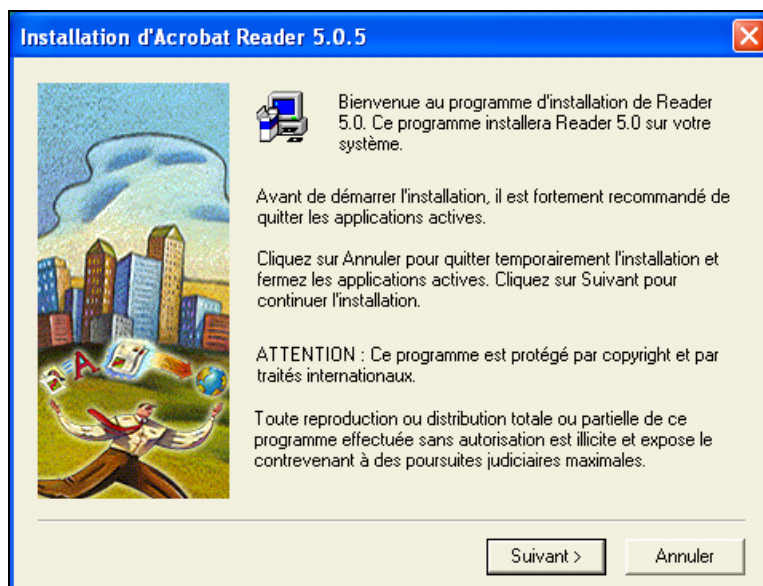 Installation d'Acrobat Reader 5.0.5
Bienvenue au programme d'installation de Reader
5.0. Ce programme installera Reader 5.0 sur votre
système.
Avant de démarrer l'installation, il est fortement recommandé de
quitter les applications actives.
Cliquez sur Annuler pour quitter temporairement l'installation et
fermez les applications actives. Cliquez sur Suivant pour
continuer l'installation.
ATTENTION : Ce programme est protégé par copyright et par
traités internationaux.
Toute reproduction ou distribution totale ou partielle de ce
programme effectuée sans autorisation est illicite et expose le
contrevenant à des poursuites judiciaires maximales.
Suivant >
Annuler